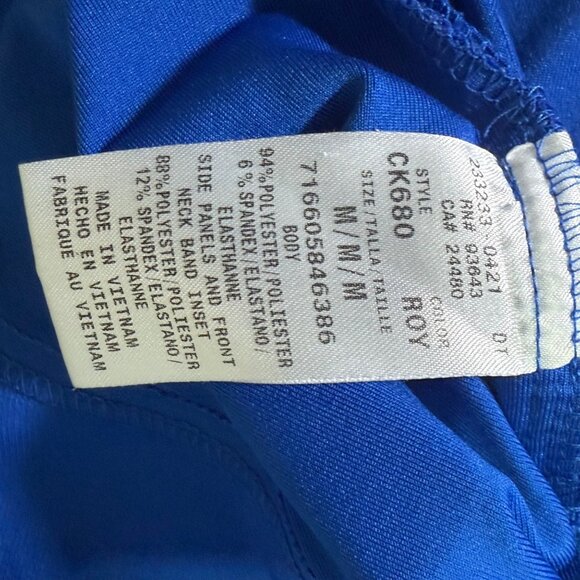 233233 0421 DT
RN# 93643
CA# 24480
STYLE COLOR
CK680 ROY
SIZE/TALLA/TAILLE
M/M/M
716605846386
BODY
94%POLYESTER/POLIESTER
6%SPANDEX/ELASTANO/
ELASTHANNE
SIDE PANELS AND FRONT
NECK BAND INSET
88%POLYESTER/POLIESTER
12%SPANDEX/ELASTANO/
ELASTHANNE
MADE IN VIETNAM
HECHO EN VIETNAM
FABRIQUE AU VIETNAM